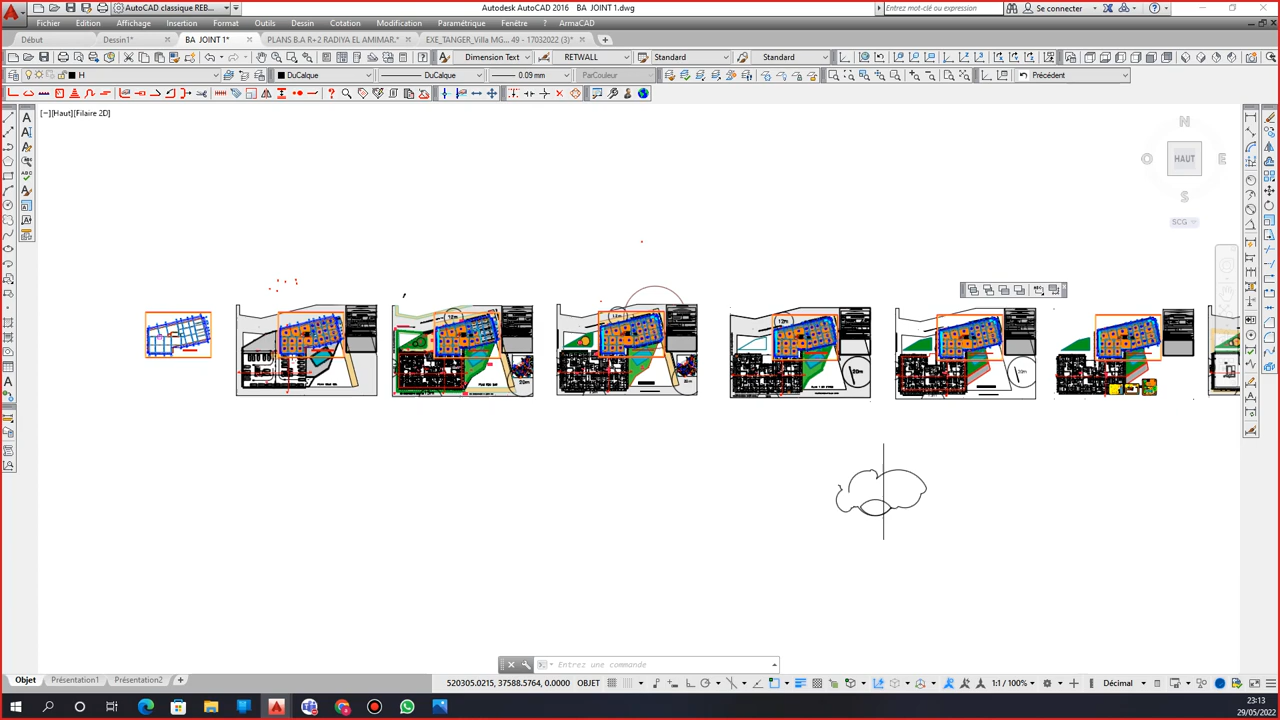 AutoCAD classique REB...
Autodesk AutoCAD 2016 BA JOINT 1.dwg
Entrez mot-clé ou expression
Se connecter
Fichier Edition Affichage Insertion Format Outils Dessin Cotation Modification Paramétrique Fenêtre ? ArmaCAD
Début Dessin1* BA JOINT 1* PLANS B.A R+2 RADIYA EL AMIMAR.* EXE_TANGER_Villa MG... 49 - 17032022 (3)*
Dimension Text RETWALL Standard Standard
H DuCalque DuCalque 0.09 mm ParCouleur Précédent
[−][Haut][Filaire 2D]
N
O HAUT E
S
SCG
12m
20m
Entrez une commande
Objet Présentation1 Présentation2 +
520305.0215, 37588.5764, 0.0000 OBJET 1:1 / 100% Décimal
23:13
29/05/2022